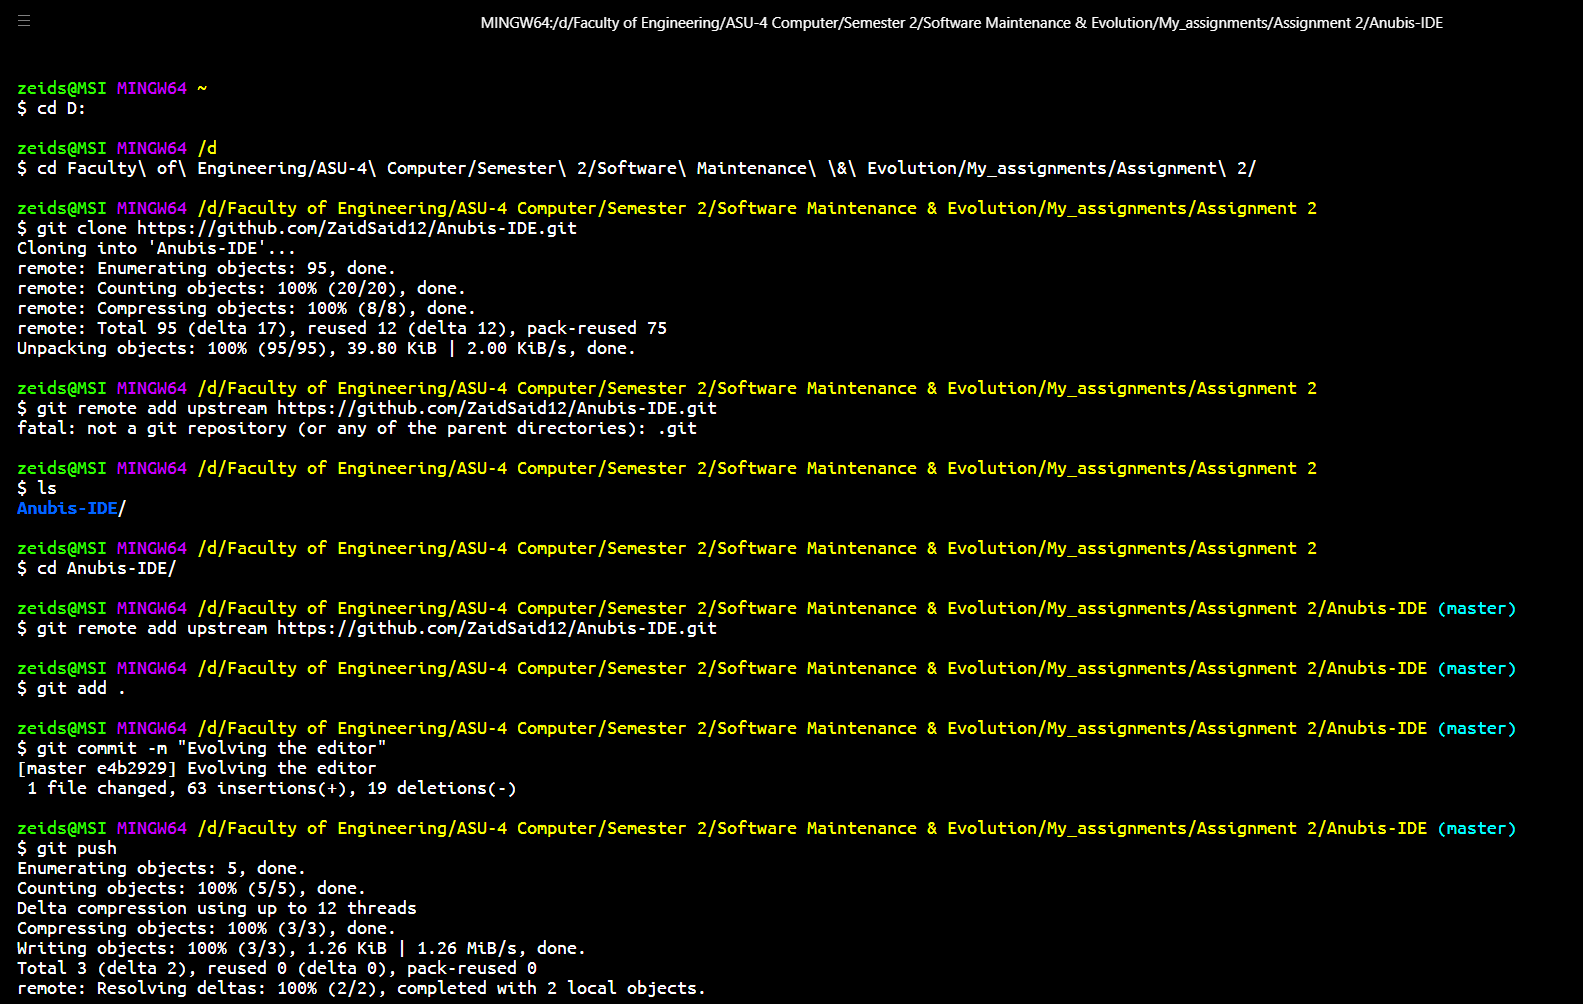 MINGW64:/d/Faculty of Engineering/ASU-4 Computer/Semester 2/Software Maintenance & Evolution/My_assignments/Assignment 2/Anubis-IDE
zeids@MSI MINGW64 ~
$ cd D:
zeids@MSI MINGW64 /d
$ cd Faculty\ of\ Engineering/ASU-4\ Computer/Semester\ 2/Software\ Maintenance\ \&\ Evolution/My_assignments/Assignment\ 2/
zeids@MSI MINGW64 /d/Faculty of Engineering/ASU-4 Computer/Semester 2/Software Maintenance & Evolution/My_assignments/Assignment 2
$ git clone https://github.com/ZaidSaid12/Anubis-IDE.git
Cloning into 'Anubis-IDE'...
remote: Enumerating objects: 95, done.
remote: Counting objects: 100% (20/20), done.
remote: Compressing objects: 100% (8/8), done.
remote: Total 95 (delta 17), reused 12 (delta 12), pack-reused 75
Unpacking objects: 100% (95/95), 39.80 KiB | 2.00 KiB/s, done.
zeids@MSI MINGW64 /d/Faculty of Engineering/ASU-4 Computer/Semester 2/Software Maintenance & Evolution/My_assignments/Assignment 2
$ git remote add upstream https://github.com/ZaidSaid12/Anubis-IDE.git
fatal: not a git repository (or any of the parent directories): .git
zeids@MSI MINGW64 /d/Faculty of Engineering/ASU-4 Computer/Semester 2/Software Maintenance & Evolution/My_assignments/Assignment 2
$ ls
Anubis-IDE/
zeids@MSI MINGW64 /d/Faculty of Engineering/ASU-4 Computer/Semester 2/Software Maintenance & Evolution/My_assignments/Assignment 2
$ cd Anubis-IDE/
zeids@MSI MINGW64 /d/Faculty of Engineering/ASU-4 Computer/Semester 2/Software Maintenance & Evolution/My_assignments/Assignment 2/Anubis-IDE (master)
$ git remote add upstream https://github.com/ZaidSaid12/Anubis-IDE.git
zeids@MSI MINGW64 /d/Faculty of Engineering/ASU-4 Computer/Semester 2/Software Maintenance & Evolution/My_assignments/Assignment 2/Anubis-IDE (master)
$ git add .
zeids@MSI MINGW64 /d/Faculty of Engineering/ASU-4 Computer/Semester 2/Software Maintenance & Evolution/My_assignments/Assignment 2/Anubis-IDE (master)
$ git commit -m "Evolving the editor"
[master e4b2929] Evolving the editor
1 file changed, 63 insertions(+), 19 deletions(-)
zeids@MSI MINGW64 /d/Faculty of Engineering/ASU-4 Computer/Semester 2/Software Maintenance & Evolution/My_assignments/Assignment 2/Anubis-IDE (master)
$ git push
Enumerating objects: 5, done.
Counting objects: 100% (5/5), done.
Delta compression using up to 12 threads
Compressing objects: 100% (3/3), done.
Writing objects: 100% (3/3), 1.26 KiB | 1.26 MiB/s, done.
Total 3 (delta 2), reused 0 (delta 0), pack-reused 0
remote: Resolving deltas: 100% (2/2), completed with 2 local objects.